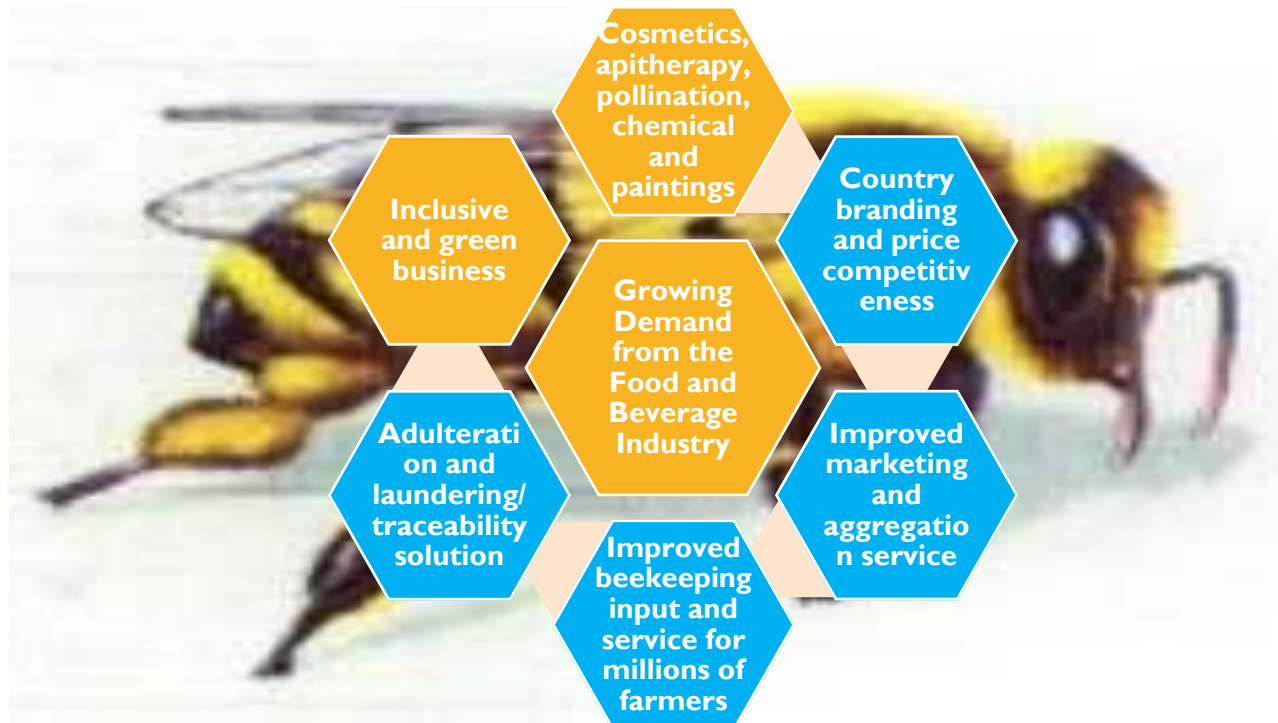 Cosmetics,
apitherapy,
pollination,
chemical
and
paintings
Country
branding
and price
competitiv
eness
Improved
marketing
and
aggregatio
n service
Improved
beekeeping
input and
service for
millions of
farmers
Adulterati
on and
laundering/
traceability
solution
Inclusive
and green
business
Growing
Demand
from the
Food and
Beverage
Industry